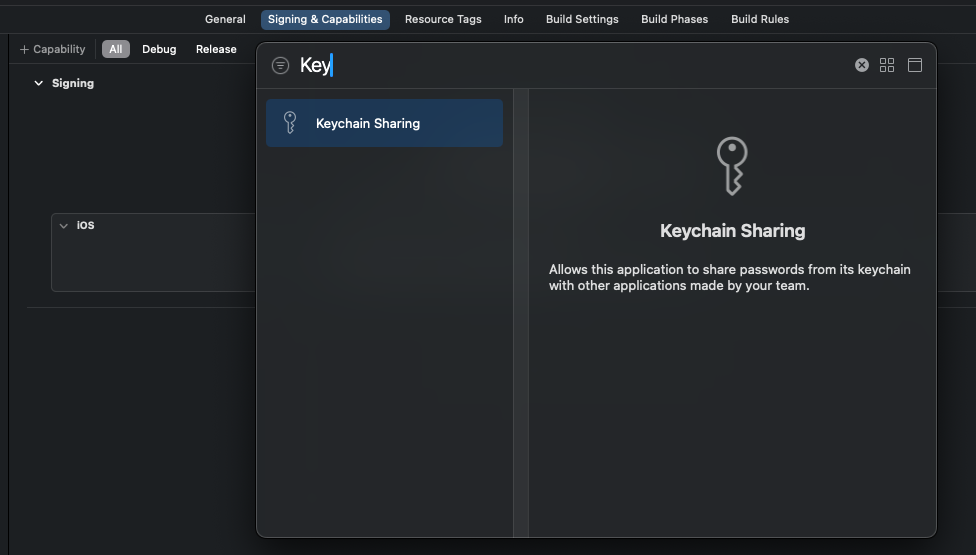 General Signing & Capabilities Resource Tags Info Build Settings Build Phases Build Rules
+ Capability All Debug Release
Signing
iOS
Key
Keychain Sharing
Keychain Sharing
Allows this application to share passwords from its keychain
with other applications made by your team.